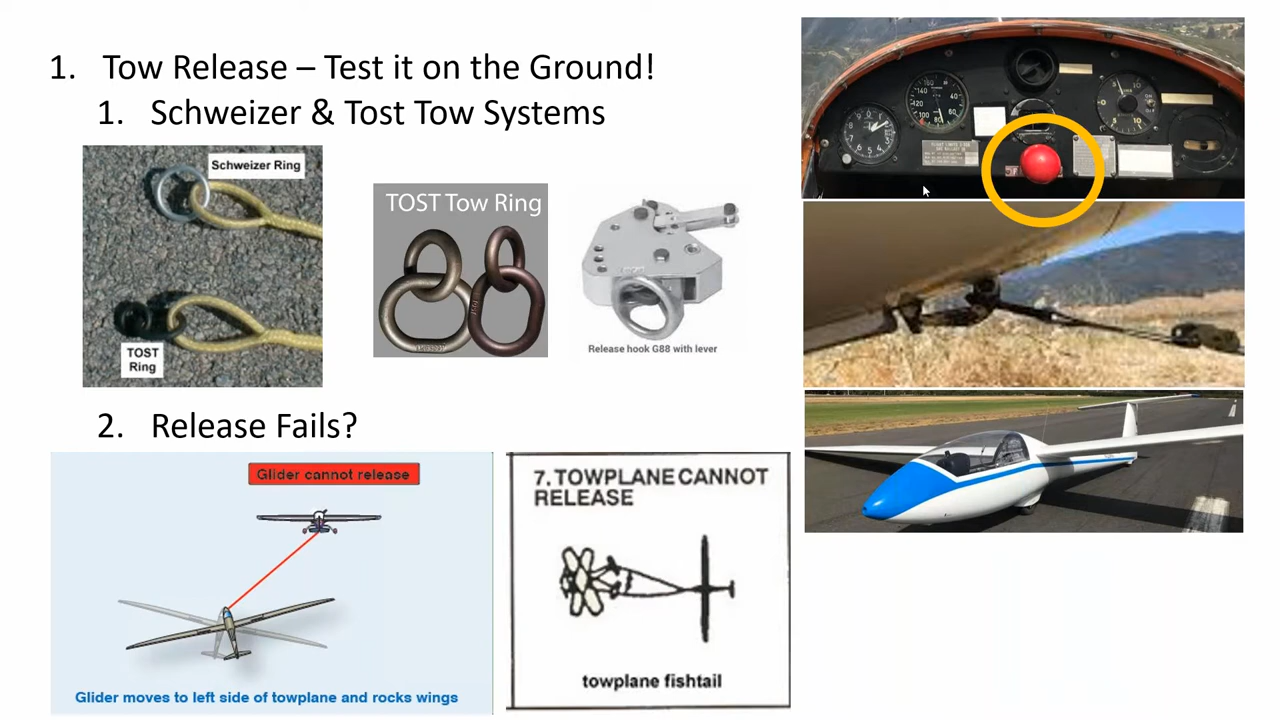 1. Tow Release – Test it on the Ground!
1. Schweizer & Tost Tow Systems
Schweizer Ring
TOST
Ring
TOST Tow Ring
Release hook G88 with lever
2. Release Fails?
Glider cannot release
Glider moves to left side of towplane and rocks wings
7. TOWPLANE CANNOT
RELEASE
towplane fishtail